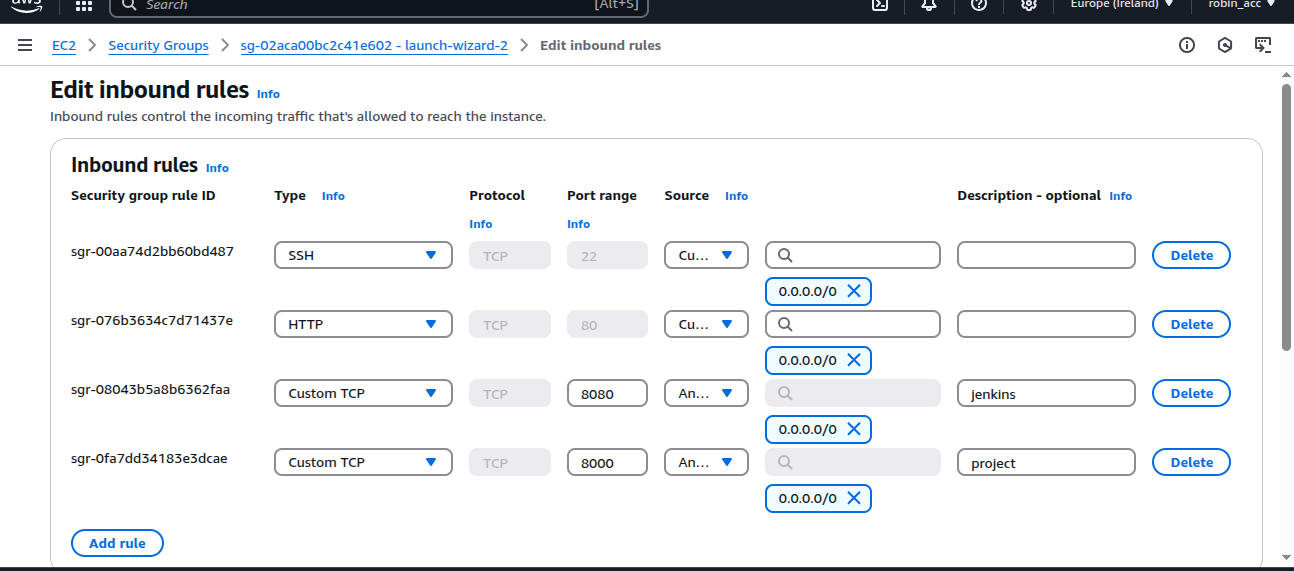 aws Search [Alt+S] Europe (Ireland) robin_acc
EC2 Security Groups sg-02aca00bc2c41e602 - launch-wizard-2 Edit inbound rules
Edit inbound rules Info
Inbound rules control the incoming traffic that's allowed to reach the instance.
Inbound rules Info
Security group rule ID Type Info Protocol Port range Source Info Description - optional Info
Info Info
sgr-00aa74d2bb60bd487 SSH TCP 22 Cu... Delete
0.0.0.0/0
sgr-076b3634c7d71437e HTTP TCP 80 Cu... Delete
0.0.0.0/0
sgr-08043b5a8b6362faa Custom TCP TCP 8080 An... jenkins Delete
0.0.0.0/0
sgr-0fa7dd34183e3dcae Custom TCP TCP 8000 An... project Delete
0.0.0.0/0
Add rule